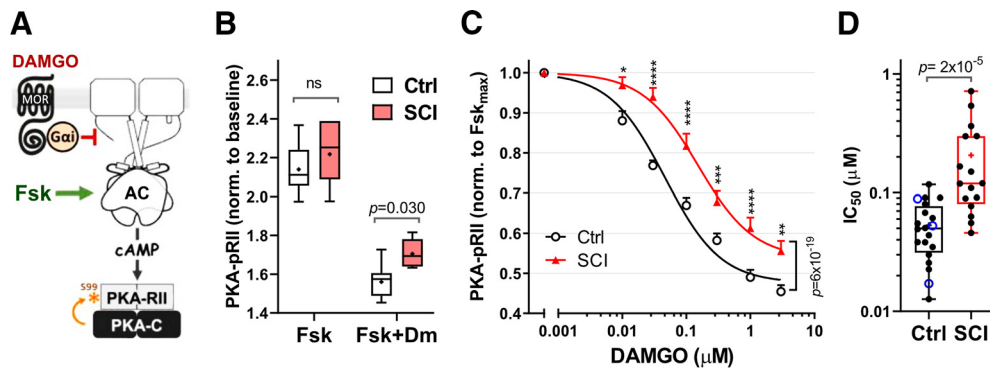 A
DAMGO
MOR
Gαi
Fsk
AC
cAMP
S99
*
PKA-RII
PKA-C
B
PKA-pRII (norm. to baseline)
2.6
2.4
2.2
2.0
1.8
1.6
1.4
ns
Ctrl
SCI
p=0.030
Fsk
Fsk+Dm
C
PKA-pRII (norm. to Fskmax)
1.0
0.9
0.8
0.7
0.6
0.5
0.4
*
****
****
***
****
**
Ctrl
SCI
p=6x10-19
0.001
0.01
0.1
1
10
DAMGO (μM)
D
p= 2x10-5
IC50 (μM)
1
0.10
0.01
Ctrl SCI